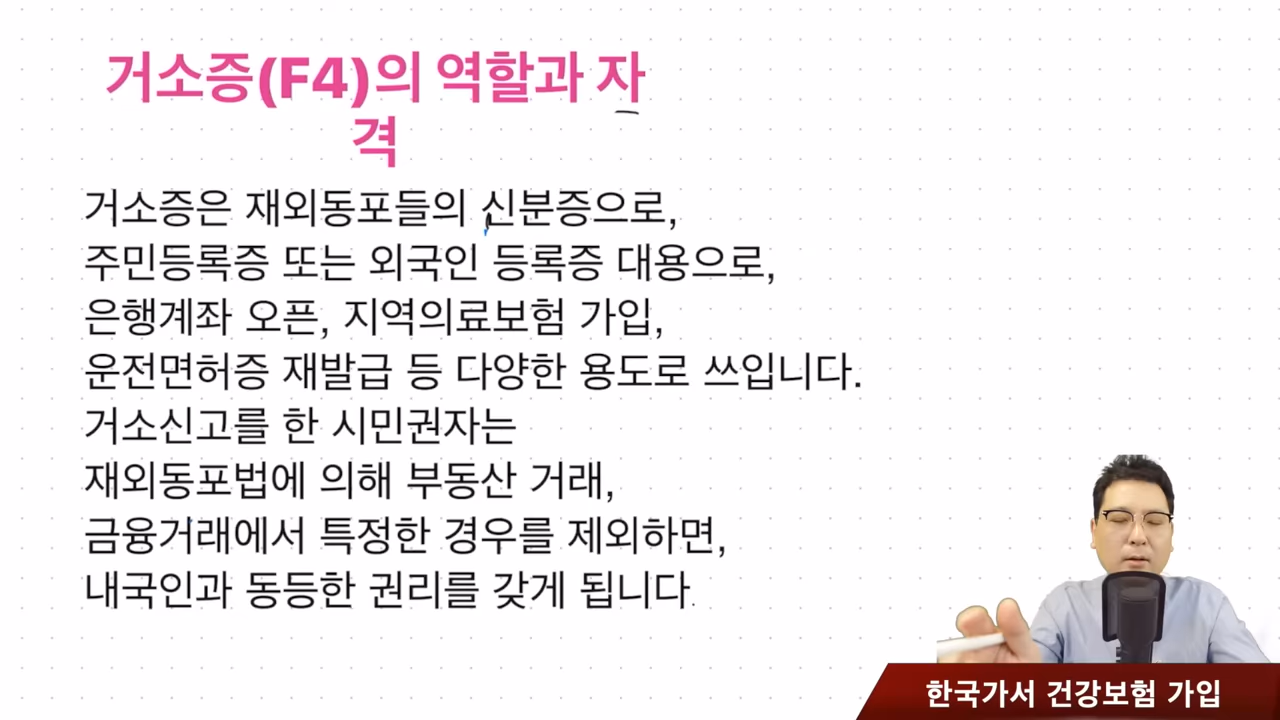 거소증(F4)의 역할과 자
격
거소증은 재외동포들의 신분증으로,
주민등록증 또는 외국인 등록증 대용으로,
은행계좌 오픈, 지역의료보험 가입,
운전면허증 재발급 등 다양한 용도로 쓰입니다.
거소신고를 한 시민권자는
재외동포법에 의해 부동산 거래,
금융거래에서 특정한 경우를 제외하면,
내국인과 동등한 권리를 갖게 됩니다.
한국가서 건강보험 가입